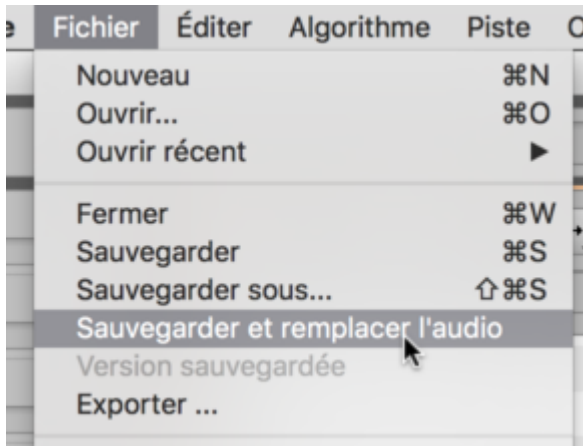 Fichier Éditer Algorithme Piste
Nouveau ⌘N
Ouvrir... ⌘O
Ouvrir récent ▶
Fermer ⌘W
Sauvegarder ⌘S
Sauvegarder sous... ⇧⌘S
Sauvegarder et remplacer l'audio
Version sauvegardée
Exporter ...